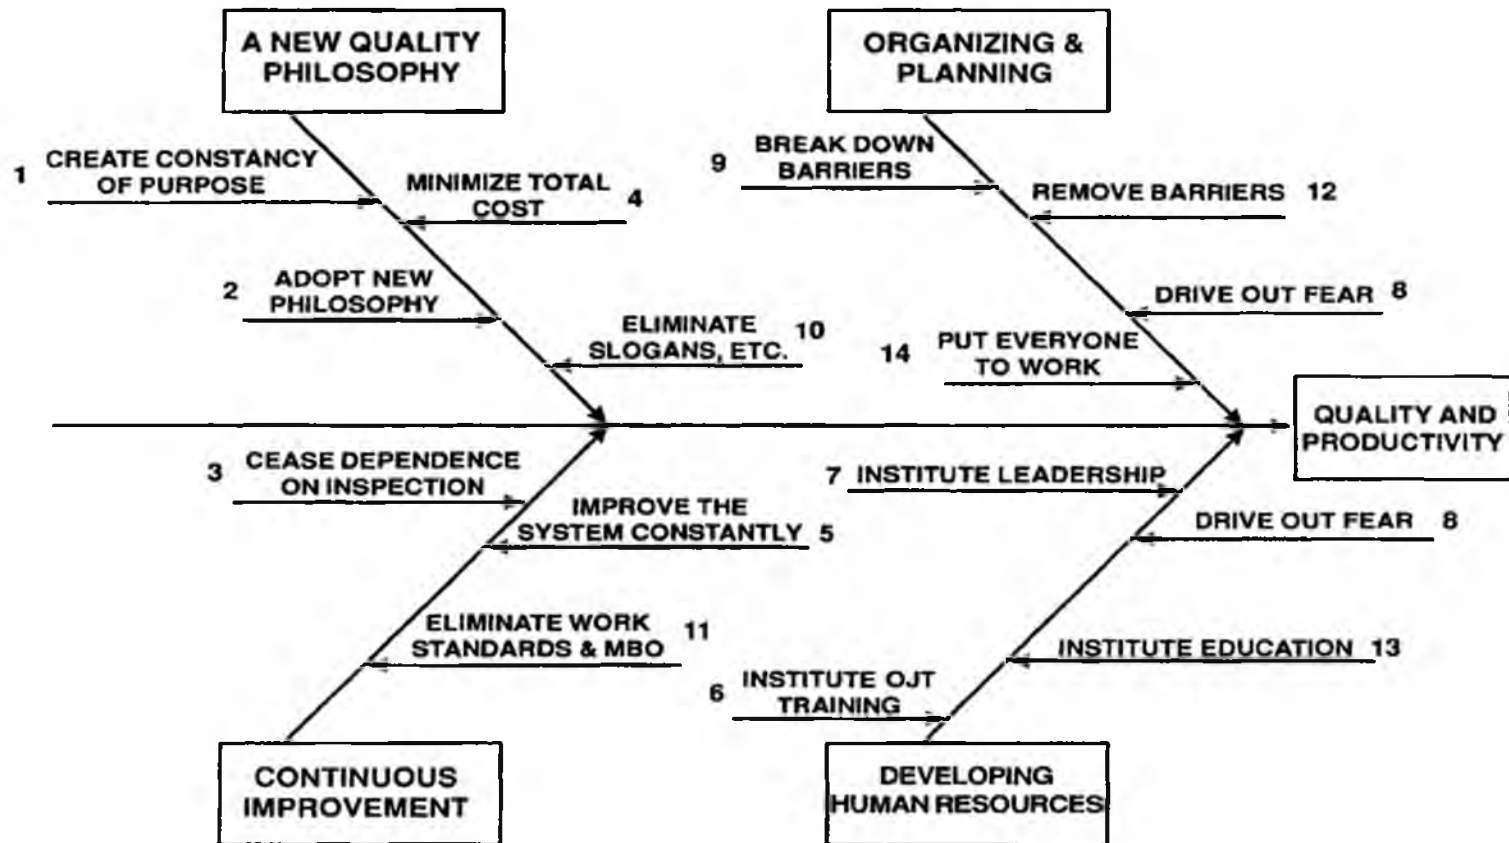 A NEW QUALITY
PHILOSOPHY
ORGANIZING &
PLANNING
1 CREATE CONSTANCY
OF PURPOSE
MINIMIZE TOTAL 4
COST
2 ADOPT NEW
PHILOSOPHY
ELIMINATE 10
SLOGANS, ETC.
9 BREAK DOWN
BARRIERS
REMOVE BARRIERS 12
DRIVE OUT FEAR 8
14 PUT EVERYONE
TO WORK
QUALITY AND
PRODUCTIVITY
3 CEASE DEPENDENCE
ON INSPECTION
IMPROVE THE
SYSTEM CONSTANTLY 5
ELIMINATE WORK 11
STANDARDS & MBO
7 INSTITUTE LEADERSHIP
DRIVE OUT FEAR 8
INSTITUTE EDUCATION 13
6 INSTITUTE OJT
TRAINING
CONTINUOUS
IMPROVEMENT
DEVELOPING
HUMAN RESOURCES